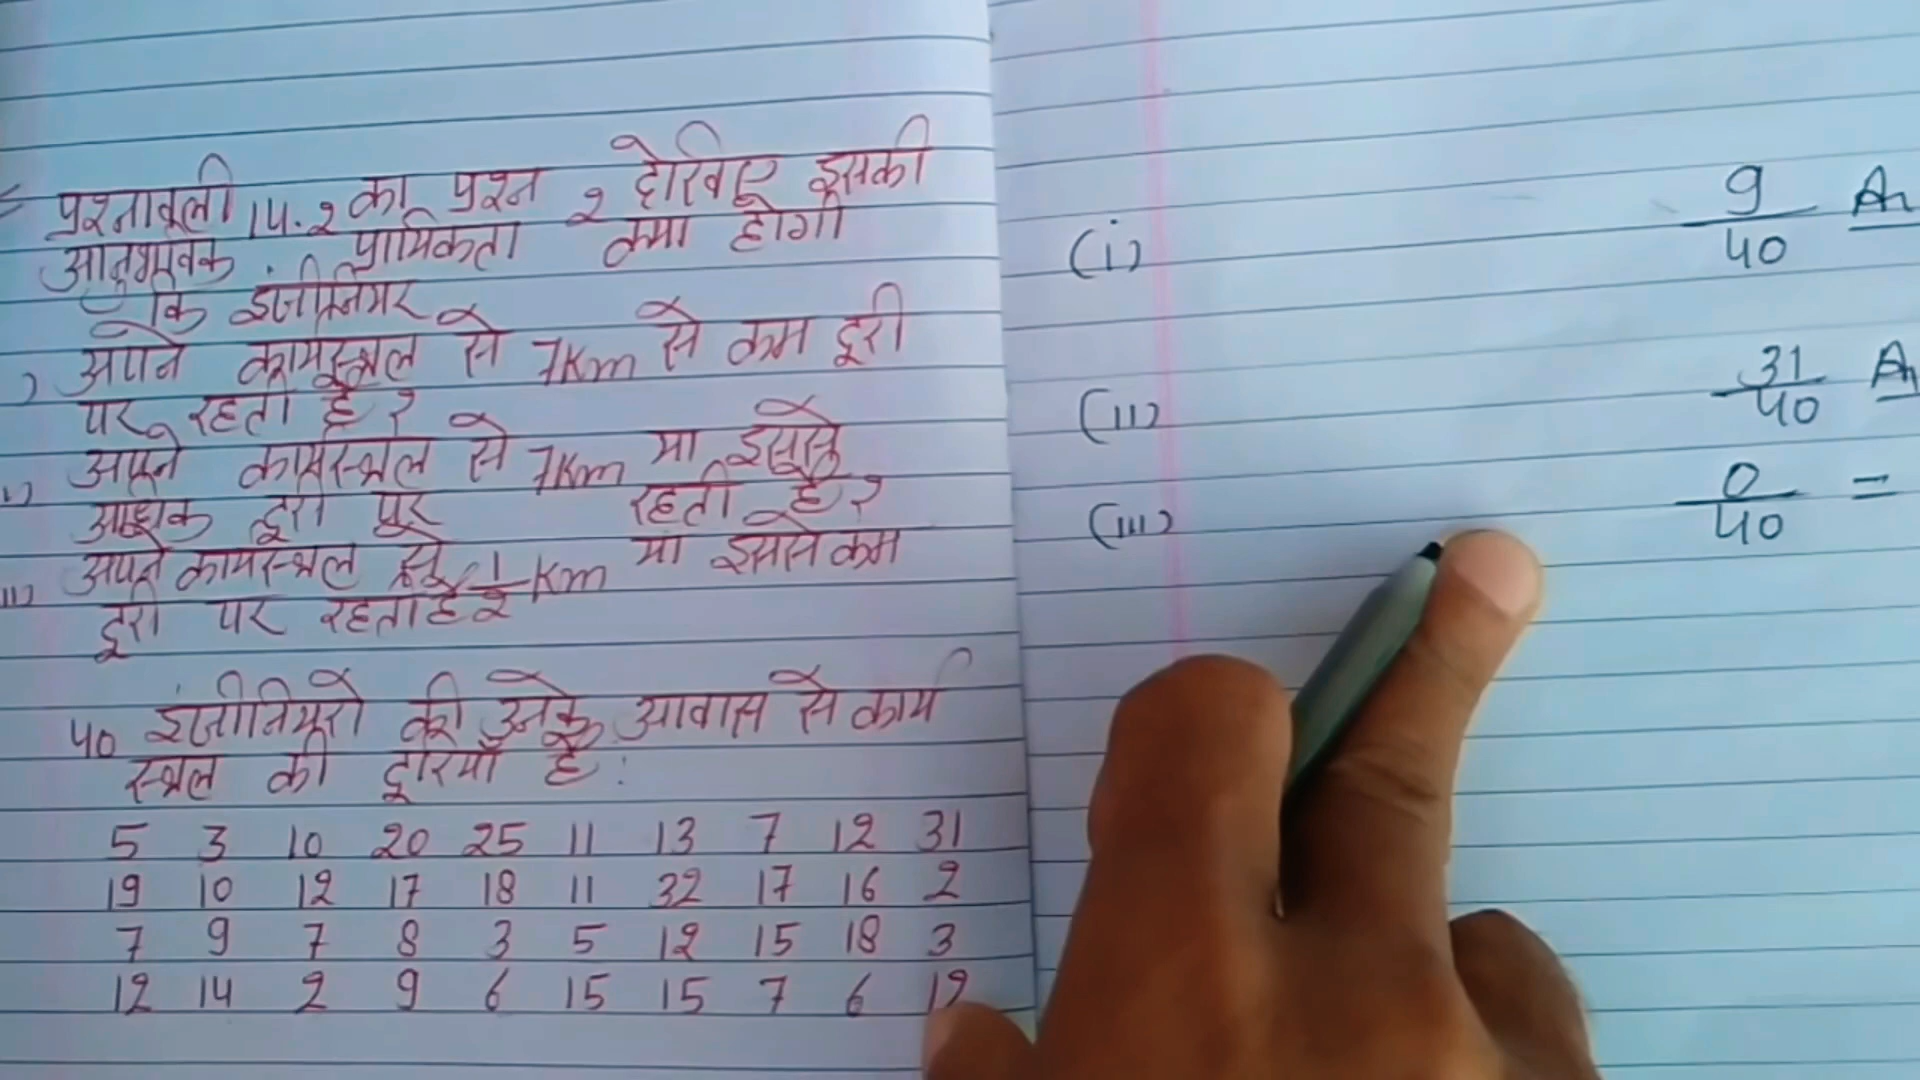 प्रश्नावली 14.2 का प्रश्न 2 देखिए इसकी
आनुभविक प्रायिकता क्या होगी
कि इंजीनियर
अपने कार्यस्थल से 7Km से कम दूरी
पर रहती है?
अपने कार्यस्थल से 7Km या इससे
अधिक दूरी पर रहती है?
अपने कार्यस्थल से 1/2 Km या इससे कम
दूरी पर रहती है?
40 इंजीनियरो की उनके आवास से कार्य
स्थल की दूरियाँ है:
5 3 10 20 25 11 13 7 12 31
19 10 12 17 18 11 32 17 16 2
7 9 7 8 3 5 12 15 18 3
12 14 2 9 6 15 15 7 6 12
(i) 9/40
(ii) 31/40
(iii) 0/40 =